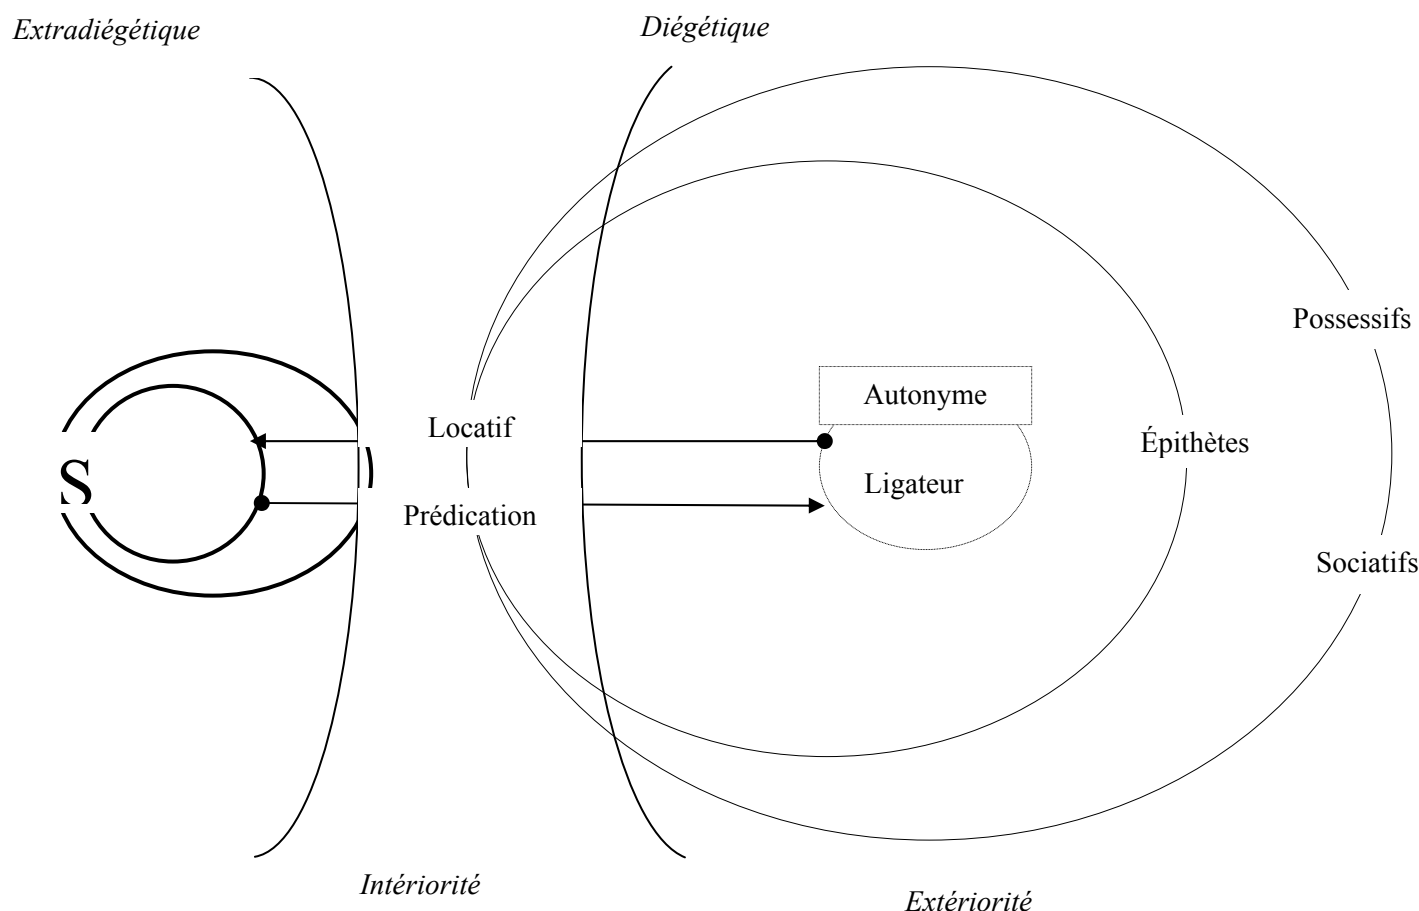 Extradiégétique
Diégétique
Possessifs
Autonyme
Locatif
Épithètes
S
Ligateur
Prédication
Sociatifs
Intériorité
Extériorité